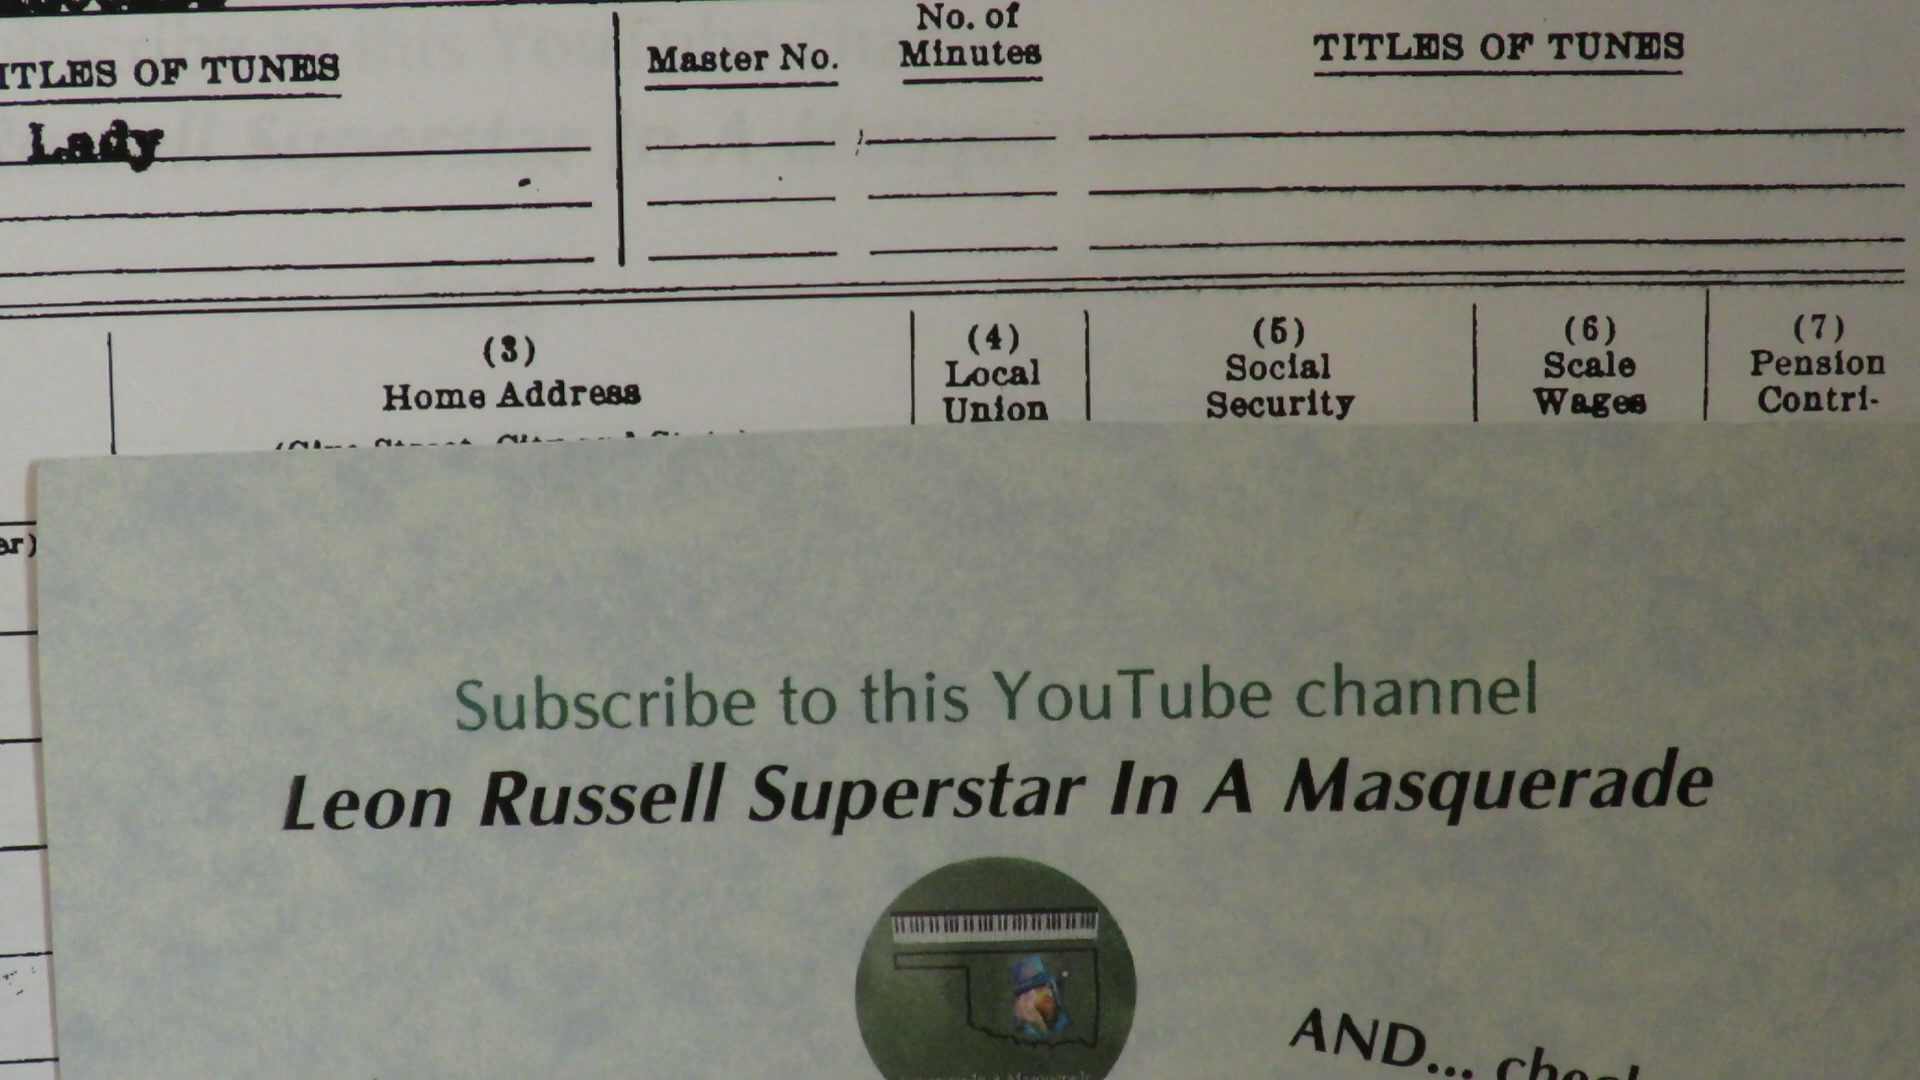 ITLES OF TUNES
Master No.
No. of
Minutes
TITLES OF TUNES
Lady
(3)
Home Address
(4)
Local
Union
(5)
Social
Security
(6)
Scale
Wages
(7)
Pension
Contri-
er)
Subscribe to this YouTube channel
Leon Russell Superstar In A Masquerade
AND...